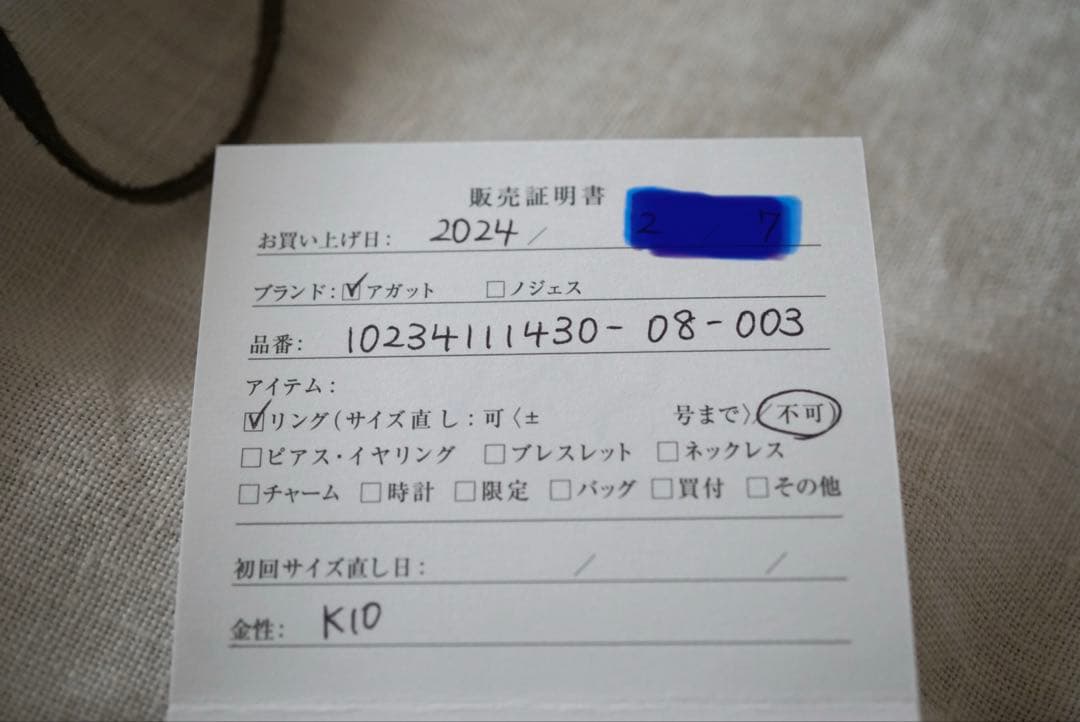 販売証明書
お買い上げ日: 2024 / 2 / 7
ブランド: ☑アガット □ノジェス
品番: 10234111430-08-003
アイテム:
☑リング(サイズ直し:可〈± 号まで〉/不可)
□ピアス・イヤリング □ブレスレット □ネックレス
□チャーム □時計 □限定 □バッグ □買付 □その他
初回サイズ直し日: / /
金性: K10